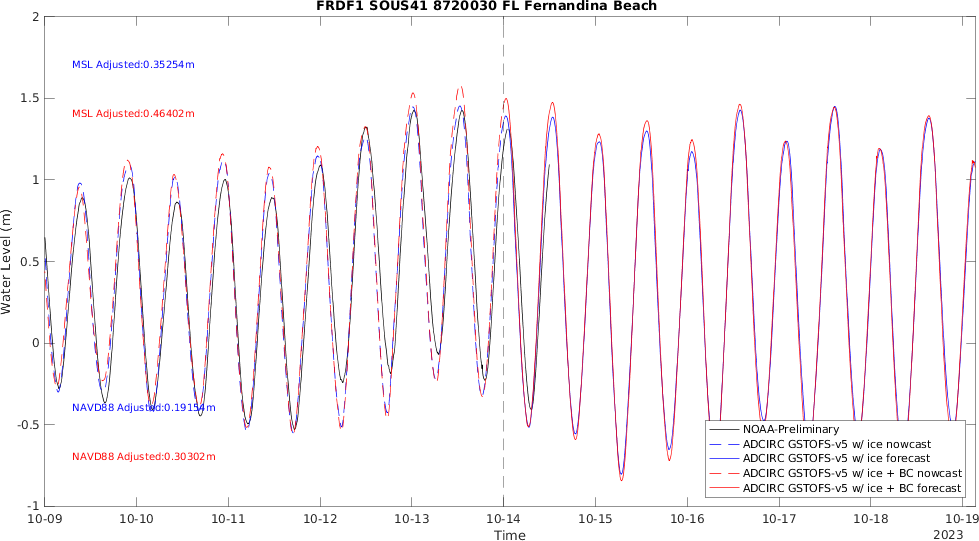 FRDF1 SOUS41 8720030 FL Fernandina Beach
2
1.5
1
0.5
0
-0.5
-1
Water Level (m)
MSL Adjusted:0.35254m
MSL Adjusted:0.46402m
NAVD88 Adjusted:0.19154m
NAVD88 Adjusted:0.30302m
NOAA-Preliminary
ADCIRC GSTOFS-v5 w/ ice nowcast
ADCIRC GSTOFS-v5 w/ ice forecast
ADCIRC GSTOFS-v5 w/ ice + BC nowcast
ADCIRC GSTOFS-v5 w/ ice + BC forecast
10-09 10-10 10-11 10-12 10-13 10-14 10-15 10-16 10-17 10-18 10-19
Time
2023